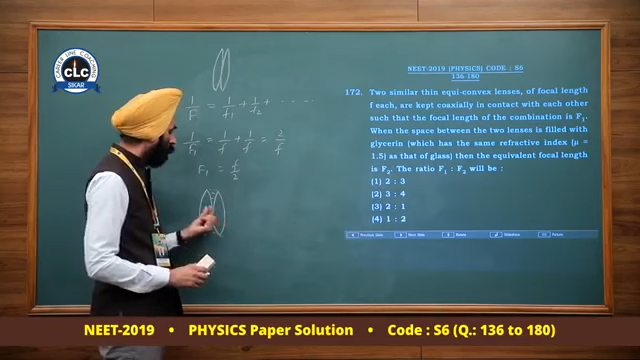 CAREER LINE COACHING
CLC
SIKAR
1/F = 1/f1 + 1/f2 + ......
1/F1 = 1/f + 1/f = 2/f
F1 = f/2
NEET-2019 (PHYSICS) CODE : S6
136-180
172. Two similar thin equi-convex lenses, of focal length
f each, are kept coaxially in contact with each other
such that the focal length of the combination is F1.
When the space between the two lenses is filled with
glycerin (which has the same refractive index (μ =
1.5) as that of glass) then the equivalent focal length
is F2. The ratio F1 : F2 will be :
(1) 2 : 3
(2) 3 : 4
(3) 2 : 1
(4) 1 : 2
NEET-2019 • PHYSICS Paper Solution • Code : S6 (Q.: 136 to 180)